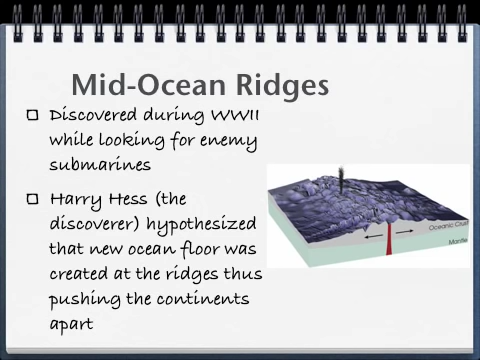 Mid-Ocean Ridges
Discovered during WWII
while looking for enemy
submarines
Harry Hess (the
discoverer) hypothesized
that new ocean floor was
created at the ridges thus
pushing the continents
apart
Oceanic Crust
Mantle